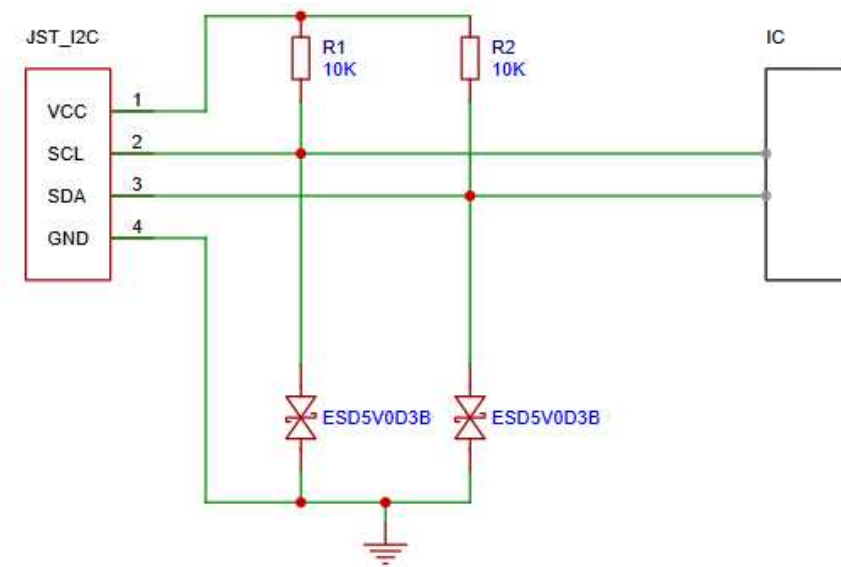 JST_I2C
VCC
1
SCL
2
SDA
3
GND
4
R1
10K
R2
10K
IC
ESD5V0D3B
ESD5V0D3B